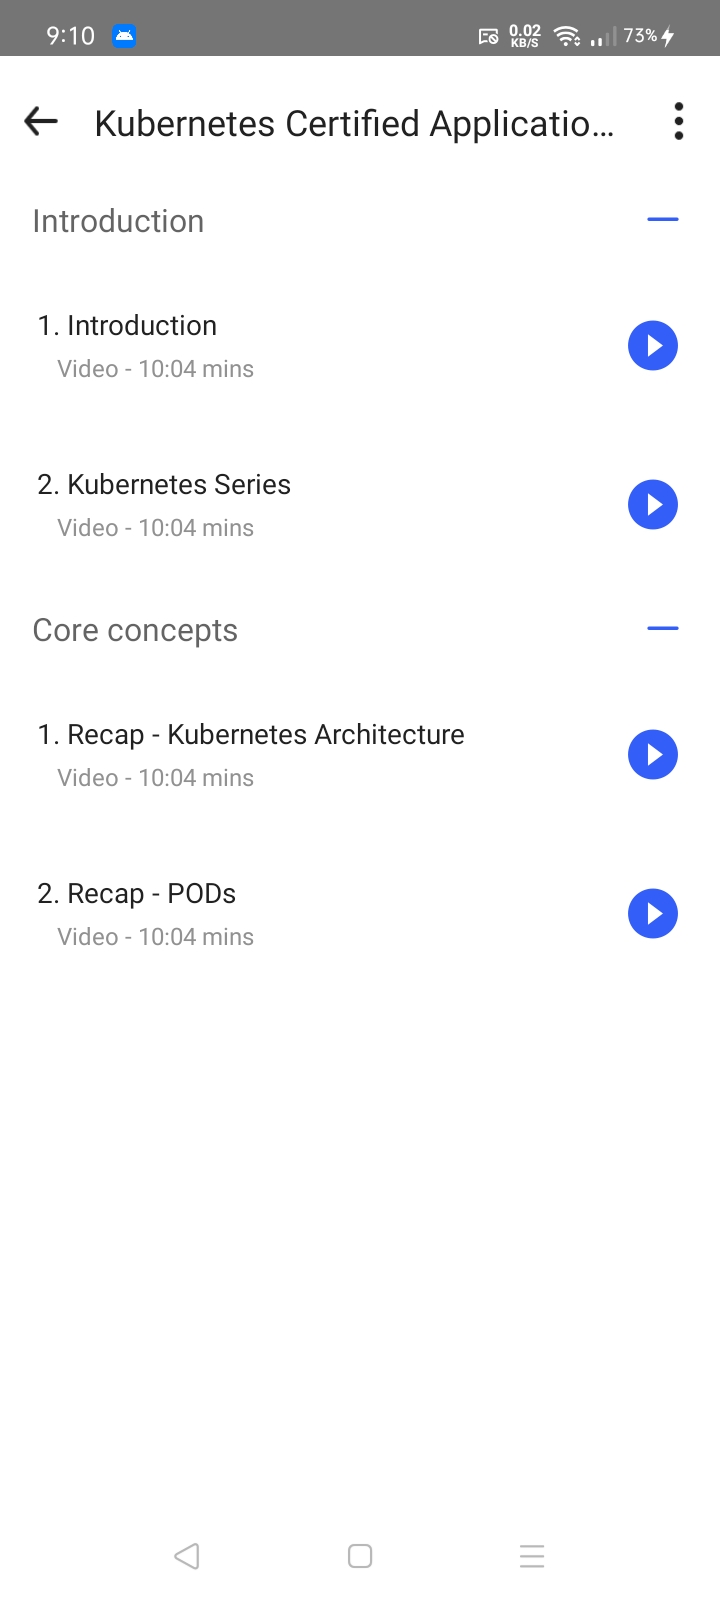 9:10
0.02
KB/S
73%
Kubernetes Certified Applicatio...
Introduction
1. Introduction
Video - 10:04 mins
2. Kubernetes Series
Video - 10:04 mins
Core concepts
1. Recap - Kubernetes Architecture
Video - 10:04 mins
2. Recap - PODs
Video - 10:04 mins